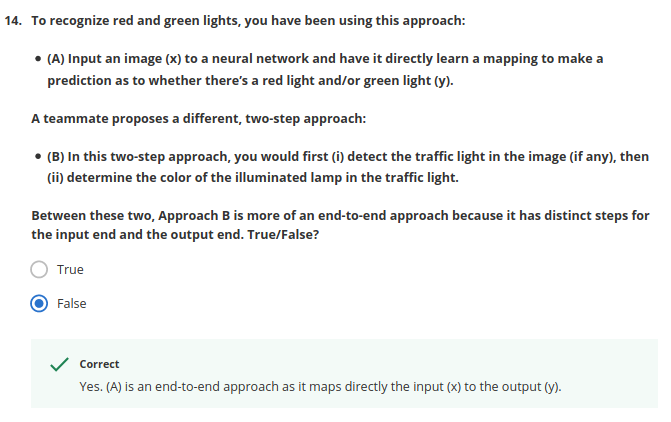 14. To recognize red and green lights, you have been using this approach:
• (A) Input an image (x) to a neural network and have it directly learn a mapping to make a
prediction as to whether there's a red light and/or green light (y).
A teammate proposes a different, two-step approach:
• (B) In this two-step approach, you would first (i) detect the traffic light in the image (if any), then
(ii) determine the color of the illuminated lamp in the traffic light.
Between these two, Approach B is more of an end-to-end approach because it has distinct steps for
the input end and the output end. True/False?
True
False
Correct
Yes. (A) is an end-to-end approach as it maps directly the input (x) to the output (y).